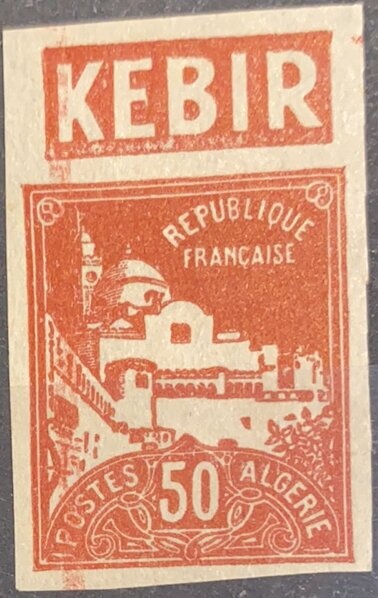 KEBIR
REPUBLIQUE
FRANÇAISE
POSTES 50 ALGERIE